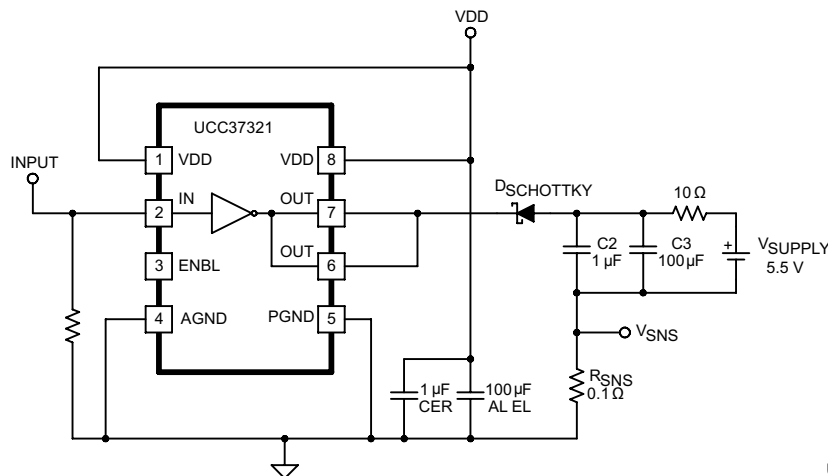 VDD
UCC37321
INPUT
1 VDD
VDD 8
2 IN
OUT 7
3 ENBL
OUT 6
4 AGND
PGND 5
DSCHOTTKY
10 Ω
C2
1 µF
C3
100 µF
+
VSUPPLY
5.5 V
VSNS
RSNS
0.1 Ω
1 µF
CER
100 µF
AL EL